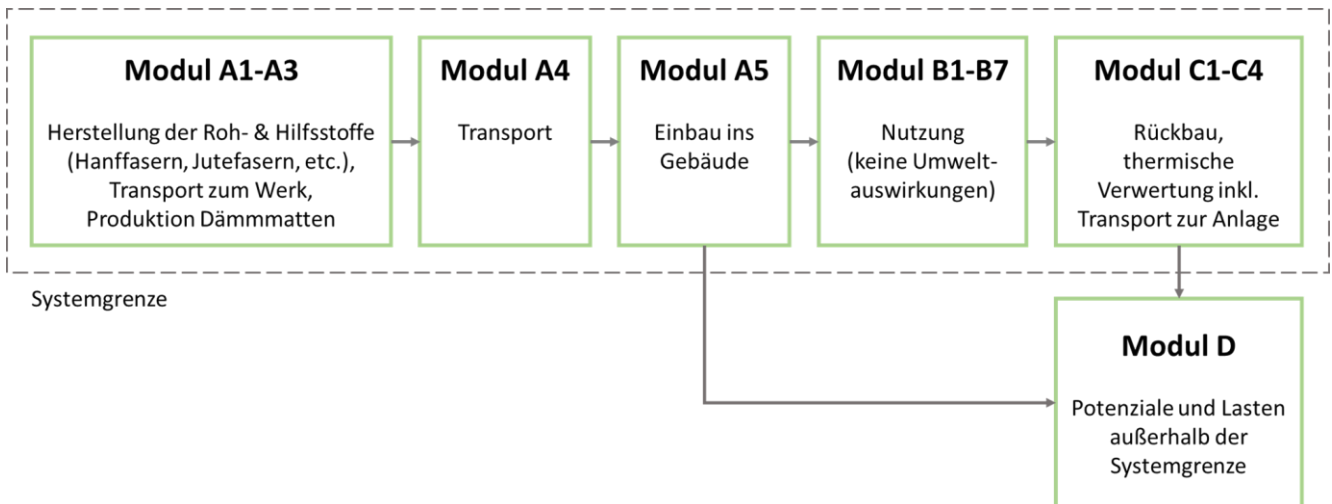 Modul A1-A3
Herstellung der Roh- & Hilfsstoffe
(Hanffasern, Jutefasern, etc.),
Transport zum Werk,
Produktion Dämmmatten
Modul A4
Transport
Modul A5
Einbau ins
Gebäude
Modul B1-B7
Nutzung
(keine Umwelt-
auswirkungen)
Modul C1-C4
Rückbau,
thermische
Verwertung inkl.
Transport zur Anlage
Systemgrenze
Modul D
Potenziale und Lasten
außerhalb der
Systemgrenze